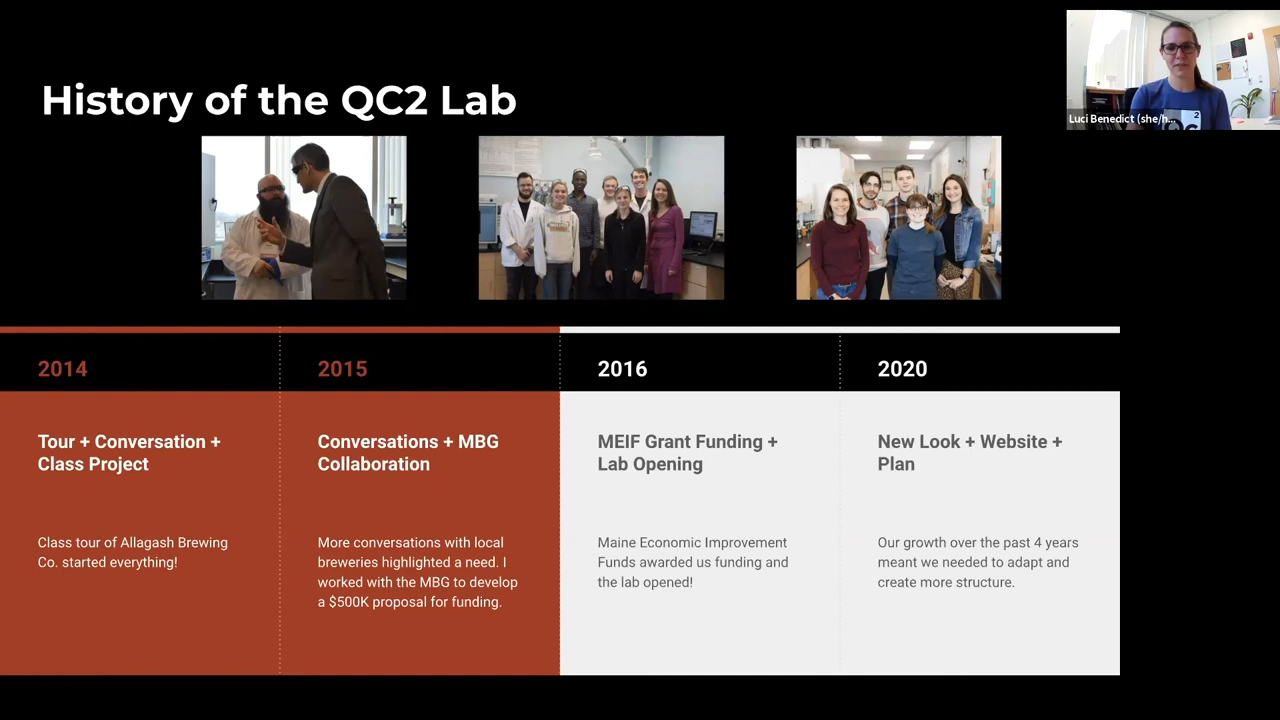 History of the QC2 Lab
Luci Benedict (she/h...
2014
2015
2016
2020
Tour + Conversation +
Class Project
Conversations + MBG
Collaboration
MEIF Grant Funding +
Lab Opening
New Look + Website +
Plan
Class tour of Allagash Brewing
Co. started everything!
More conversations with local
breweries highlighted a need. I
worked with the MBG to develop
a $500K proposal for funding.
Maine Economic Improvement
Funds awarded us funding and
the lab opened!
Our growth over the past 4 years
meant we needed to adapt and
create more structure.